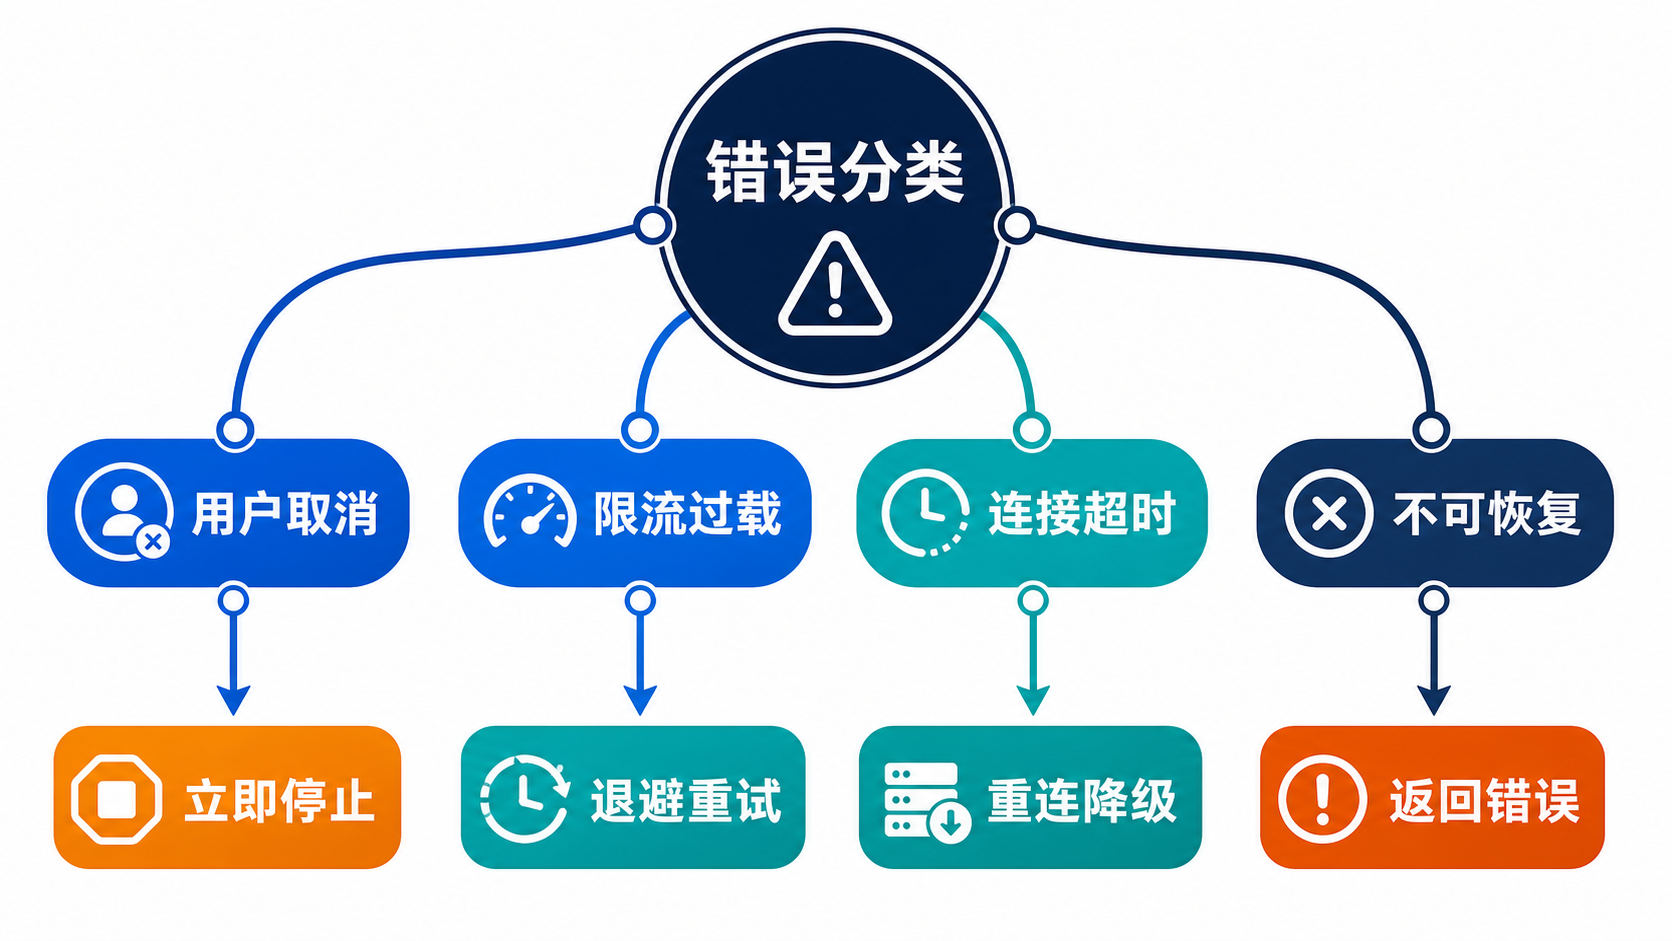 错误分类
用户取消
限流过载
连接超时
不可恢复
立即停止
退避重试
重连降级
返回错误